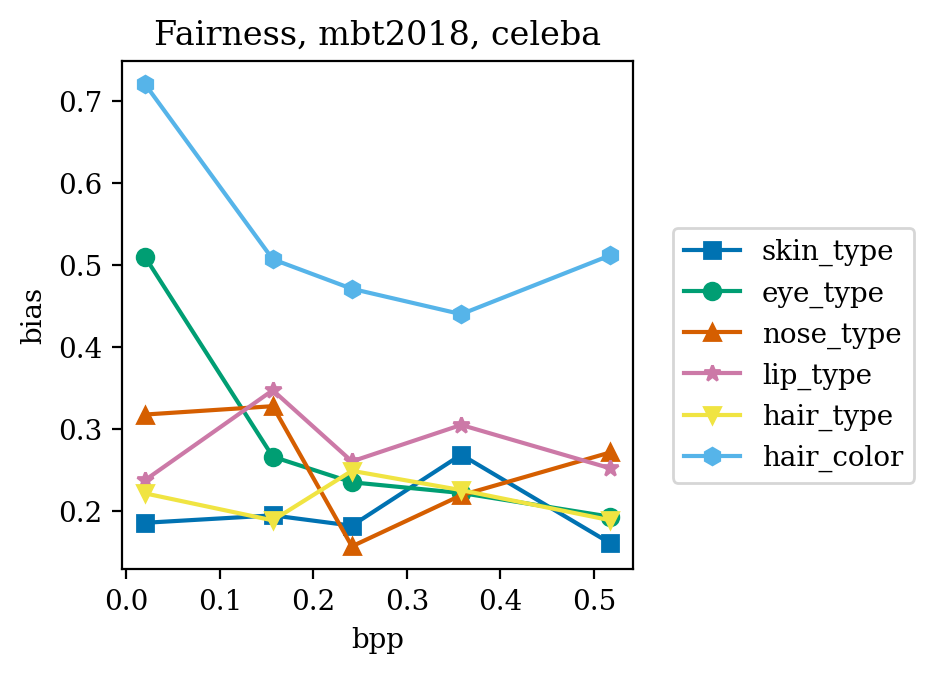 Fairness, mbt2018, celeba
0.7
0.6
0.5
0.4
0.3
0.2
bias
0.0 0.1 0.2 0.3 0.4 0.5
bpp
skin_type
eye_type
nose_type
lip_type
hair_type
hair_color